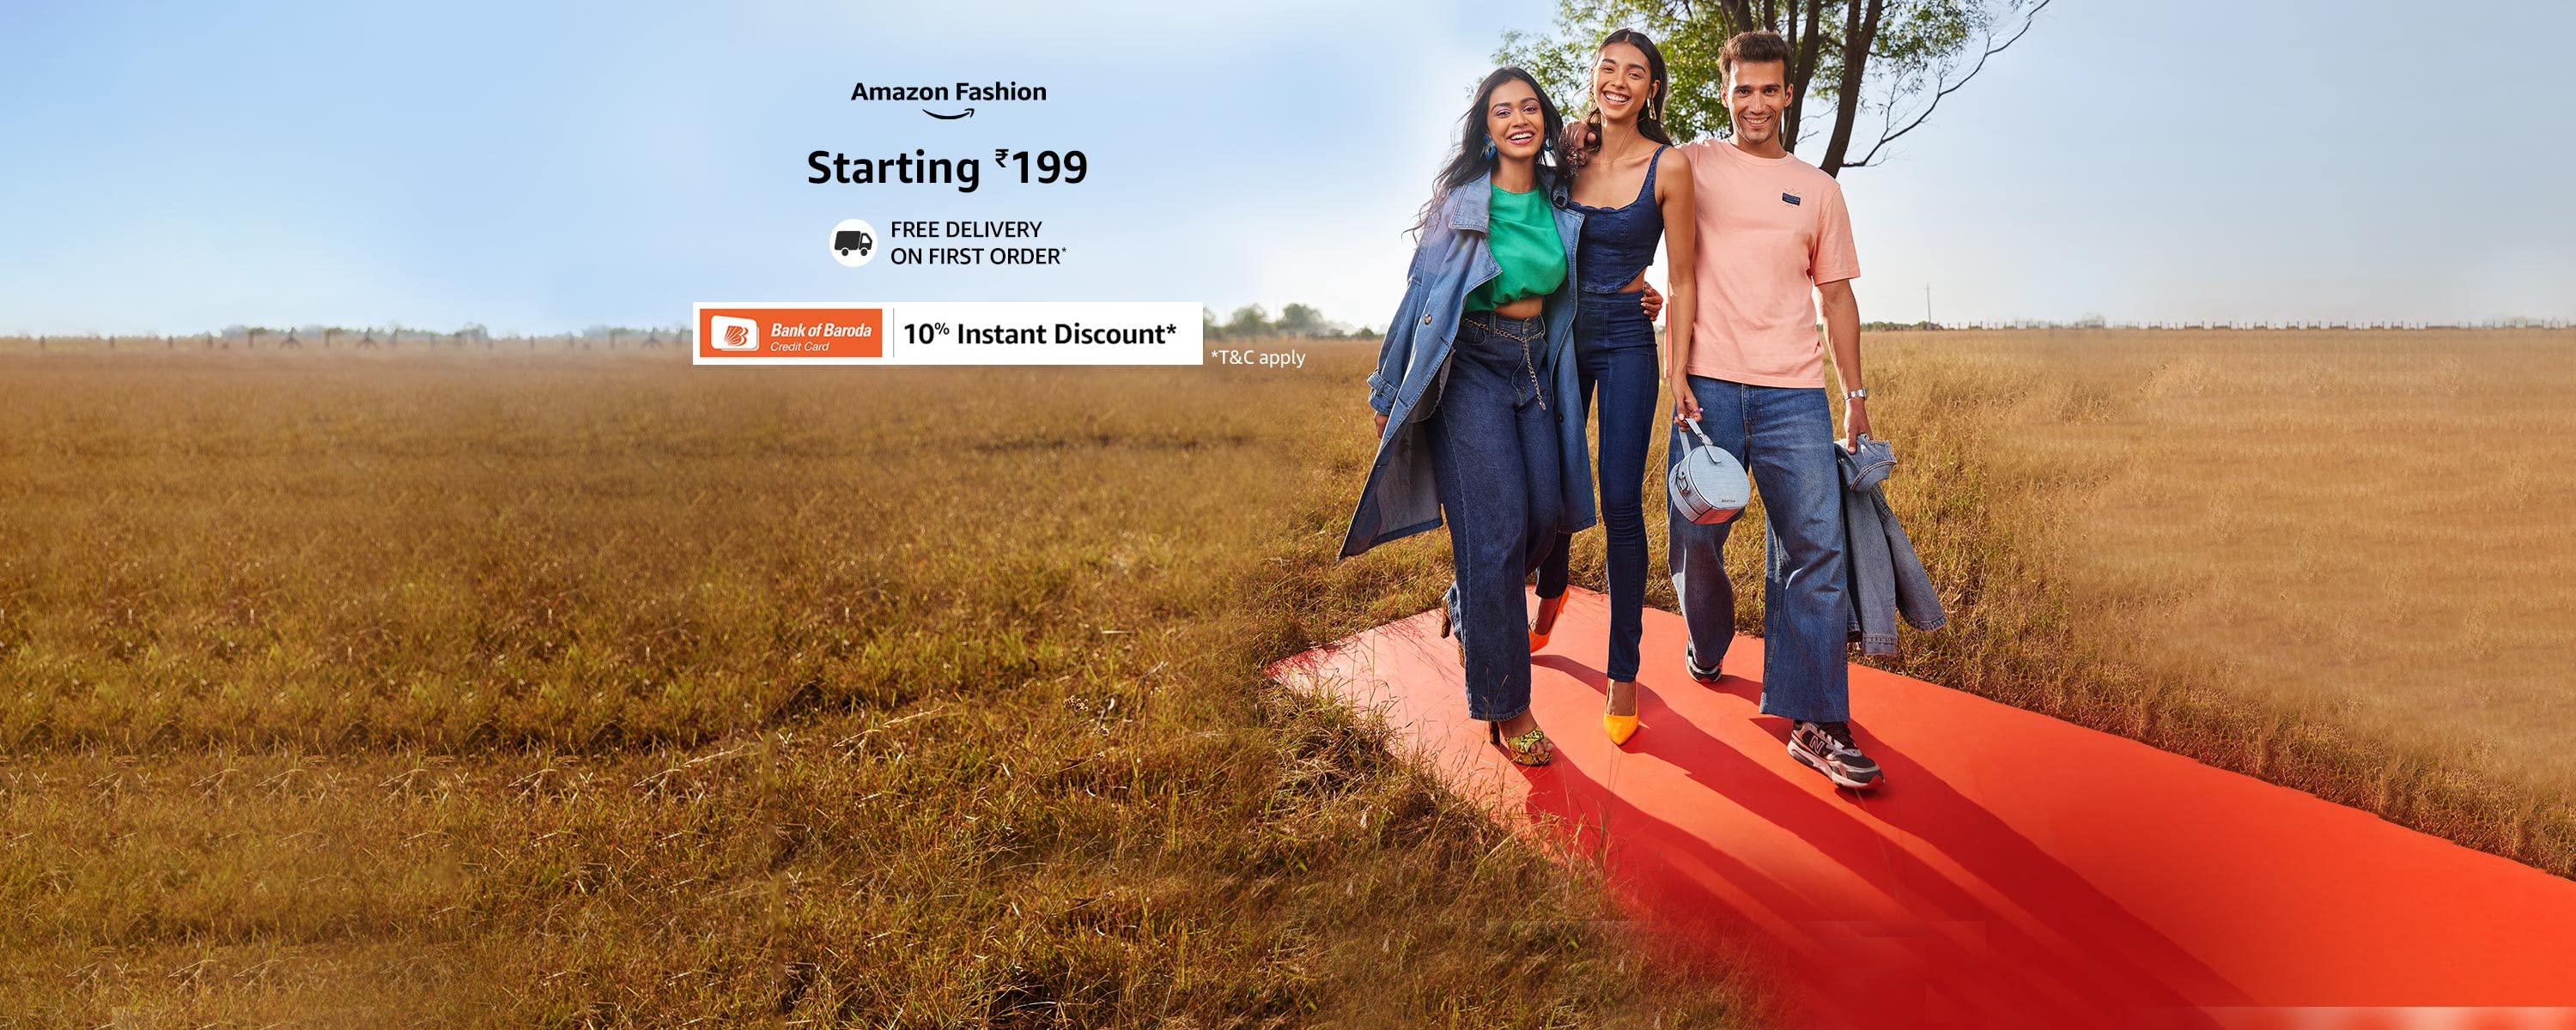 Amazon Fashion
Starting ₹199
FREE DELIVERY
ON FIRST ORDER*
Bank of Baroda
Credit Card
10% Instant Discount*
*T&C apply
N